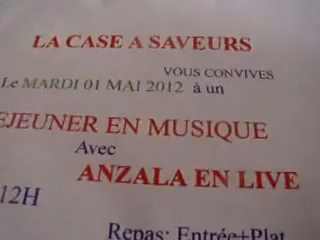 LA CASE A SAVEURS
VOUS CONVIVES
Le MARDI 01 MAI 2012 à un
EJEUNER EN MUSIQUE
Avec
ANZALA EN LIVE
12H
Repas: Entrée+Plat